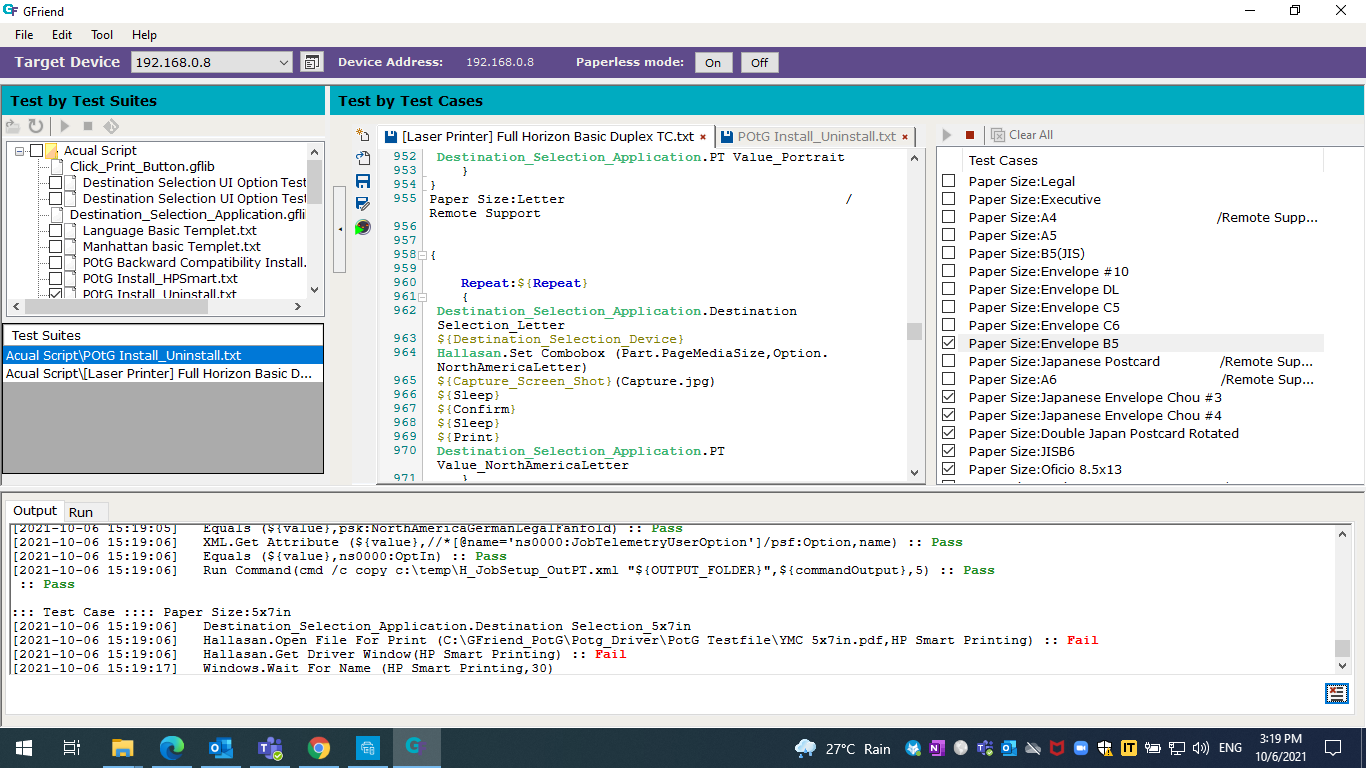 GFriend
File Edit Tool Help
Target Device 192.168.0.8 Device Address: 192.168.0.8 Paperless mode: On Off
Test by Test Suites
Acual Script
Click_Print_Button.gflib
Destination Selection UI Option Test
Destination Selection UI Option Test
Destination_Selection_Application.gfli
Language Basic Templet.txt
Manhattan basic Templet.txt
POtG Backward Compatibility Install.
POtG Install_HPSmart.txt
POtG Install_Uninstall.txt
Test Suites
Acual Script\POtG Install_Uninstall.txt
Acual Script\[Laser Printer] Full Horizon Basic D...
Test by Test Cases
[Laser Printer] Full Horizon Basic Duplex TC.txt × POtG Install_Uninstall.txt ×
952 Destination_Selection_Application.PT Value_Portrait
953 }
954 }
955 Paper Size:Letter /
Remote Support
956
957
958 {
959
960 Repeat:${Repeat}
961 {
962 Destination_Selection_Application.Destination
Selection_Letter
963 ${Destination_Selection_Device}
964 Hallasan.Set Combobox (Part.PageMediaSize,Option.
NorthAmericaLetter)
965 ${Capture_Screen_Shot}(Capture.jpg)
966 ${Sleep}
967 ${Confirm}
968 ${Sleep}
969 ${Print}
970 Destination_Selection_Application.PT
Value_NorthAmericaLetter
971 }
Clear All
Test Cases
Paper Size:Legal
Paper Size:Executive
Paper Size:A4 /Remote Supp...
Paper Size:A5
Paper Size:B5(JIS)
Paper Size:Envelope #10
Paper Size:Envelope DL
Paper Size:Envelope C5
Paper Size:Envelope C6
Paper Size:Envelope B5
Paper Size:Japanese Postcard /Remote Sup...
Paper Size:A6 /Remote Sup...
Paper Size:Japanese Envelope Chou #3
Paper Size:Japanese Envelope Chou #4
Paper Size:Double Japan Postcard Rotated
Paper Size:JISB6
Paper Size:Oficio 8.5x13
Output Run
[2021-10-06 15:19:05] Equals (${value},psk:NorthAmericaGermanLegalFanfold) :: Pass
[2021-10-06 15:19:06] XML.Get Attribute (${value},//*[@name='ns0000:JobTelemetryUserOption']/psf:Option,name) :: Pass
[2021-10-06 15:19:06] Equals (${value},ns0000:OptIn) :: Pass
[2021-10-06 15:19:06] Run Command(cmd /c copy c:\temp\H_JobSetup_OutPT.xml "${OUTPUT_FOLDER}",${commandOutput},5) :: Pass
:: Pass
::: Test Case :::: Paper Size:5x7in
[2021-10-06 15:19:06] Destination_Selection_Application.Destination Selection_5x7in
[2021-10-06 15:19:06] Hallasan.Open File For Print (C:\GFriend_PotG\Potg_Driver\PotG Testfile\YMC 5x7in.pdf,HP Smart Printing) :: Fail
[2021-10-06 15:19:06] Hallasan.Get Driver Window(HP Smart Printing) :: Fail
[2021-10-06 15:19:17] Windows.Wait For Name (HP Smart Printing,30)
27°C Rain ENG 3:19 PM
10/6/2021